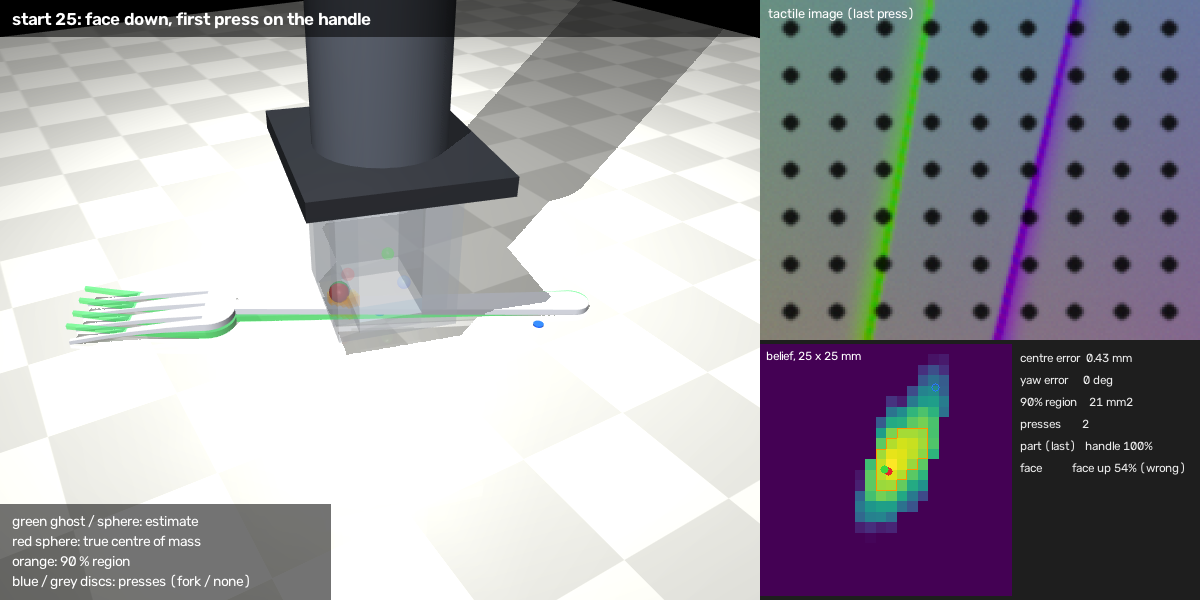 start 25: face down, first press on the handle
tactile image (last press)
belief, 25 x 25 mm
centre error 0.43 mm
yaw error 0 deg
90% region 21 mm2
presses 2
part (last) handle 100%
face face up 54% (wrong)
green ghost / sphere: estimate
red sphere: true centre of mass
orange: 90 % region
blue / grey discs: presses (fork / none)